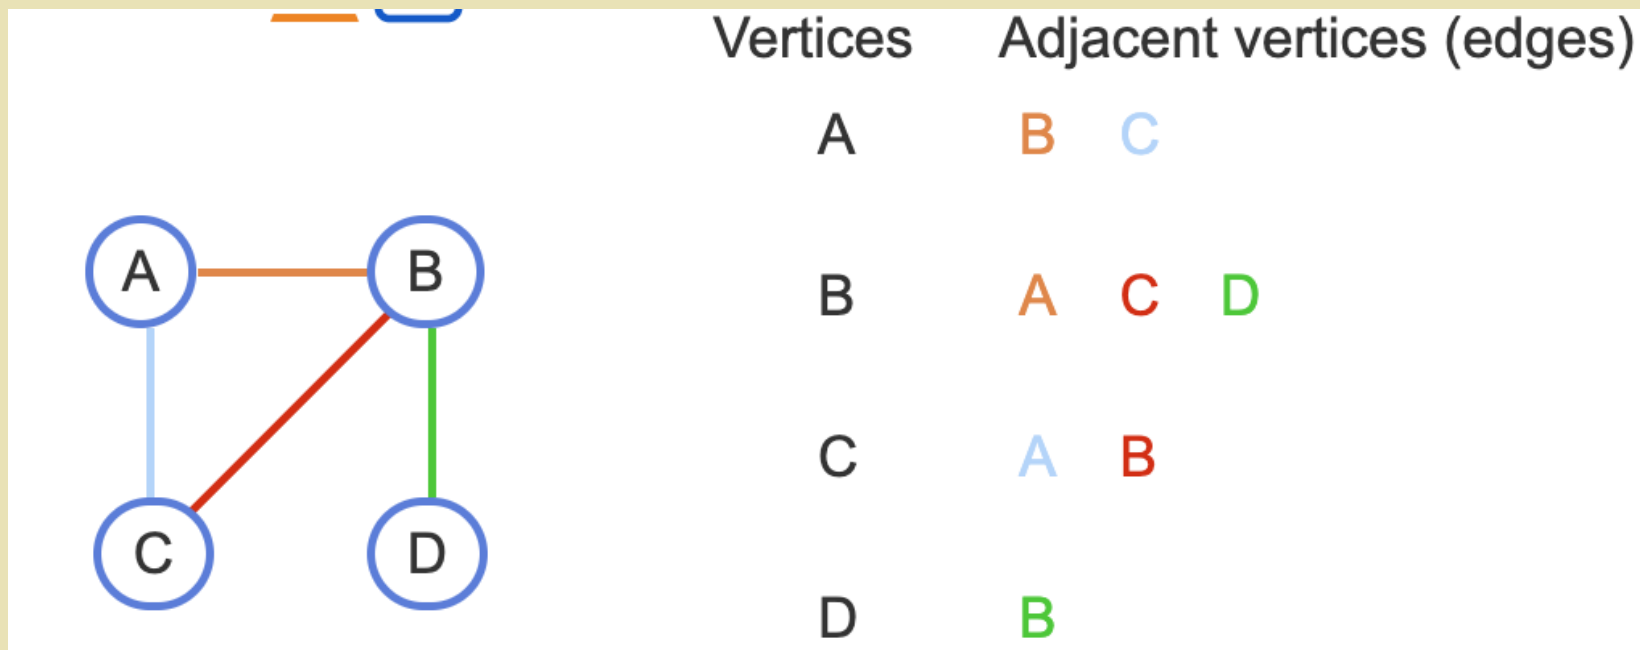 Vertices Adjacent vertices (edges)
A B C
A B
B A C D
C A B
C D
D B